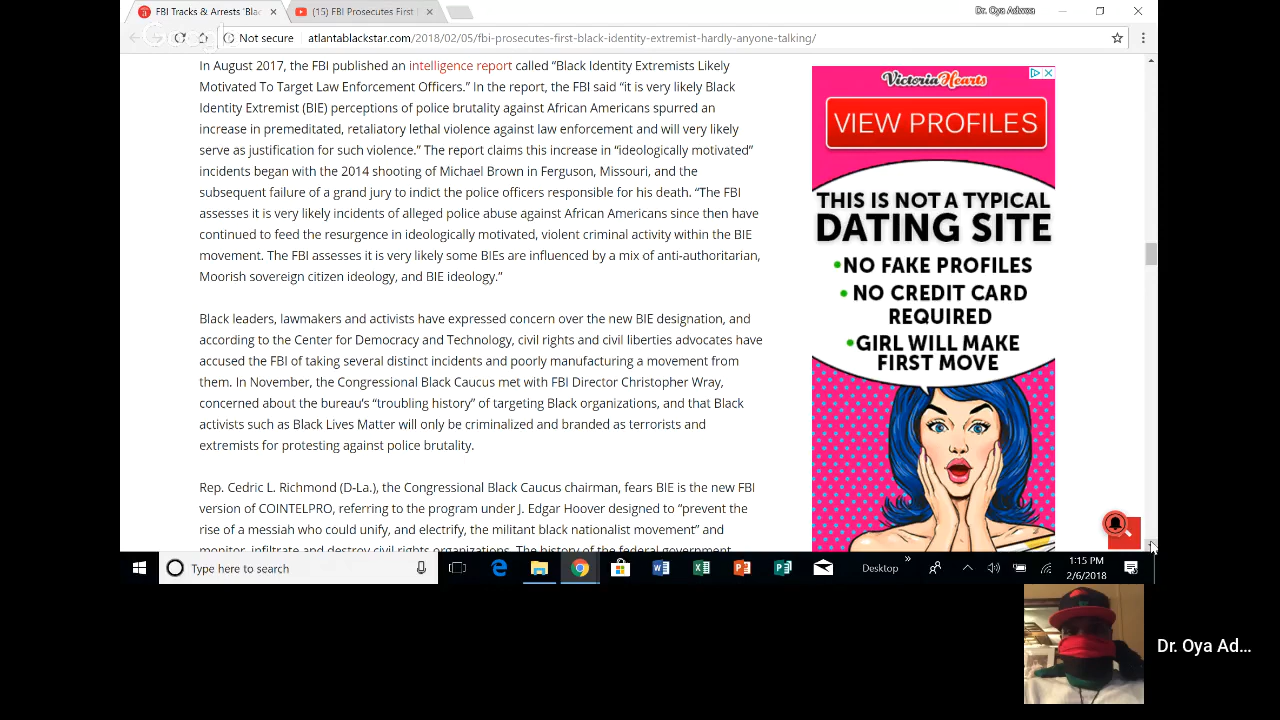 FBI Tracks & Arrests 'Blac
(15) FBI Prosecutes First
Dr. Oya Adwoa
Not secure
atlantablackstar.com/2018/02/05/fbi-prosecutes-first-black-identity-extremist-hardly-anyone-talking/
In August 2017, the FBI published an intelligence report called “Black Identity Extremists Likely
Motivated to Target Law Enforcement Officers.” In the report, the FBI said “it is very likely Black
Identity Extremist (BIE) perceptions of police brutality against African Americans spurred an
increase in premeditated, retaliatory lethal violence against law enforcement and will very likely
serve as justification for such violence.” The report claims this increase in “ideologically motivated”
incidents began with the 2014 shooting of Michael Brown in Ferguson, Missouri, and the
subsequent failure of a grand jury to indict the police officers responsible for his death. “The FBI
assesses it is very likely incidents of alleged police abuse against African Americans since then have
continued to feed the resurgence in ideologically motivated, violent criminal activity within the BIE
movement. The FBI assesses it is very likely some BIEs are influenced by a mix of anti-authoritarian,
Moorish sovereign citizen ideology, and BIE ideology.”
Black leaders, lawmakers and activists have expressed concern over the new BIE designation, and
according to the Center for Democracy and Technology, civil rights and civil liberties advocates have
accused the FBI of taking several distinct incidents and poorly manufacturing a movement from
them. In November, the Congressional Black Caucus met with FBI Director Christopher Wray,
concerned about the bureau’s “troubling history” of targeting Black organizations, and that Black
activists such as Black Lives Matter will only be criminalized and branded as terrorists and
extremists for protesting against police brutality.
Rep. Cedric L. Richmond (D-La.), the Congressional Black Caucus chairman, fears BIE is the new FBI
version of COINTELPRO, referring to the program under J. Edgar Hoover designed to “prevent the
rise of a messiah who could unify, and electrify, the militant black nationalist movement” and
monitor, infiltrate and destroy civil rights organizations. The history of the federal government
VictoriaHearts
VIEW PROFILES
THIS IS NOT A TYPICAL
DATING SITE
•NO FAKE PROFILES
• NO CREDIT CARD
REQUIRED
•GIRL WILL MAKE
FIRST MOVE
Type here to search
Desktop
»
1:15 PM
2/6/2018
Dr. Oya Ad...